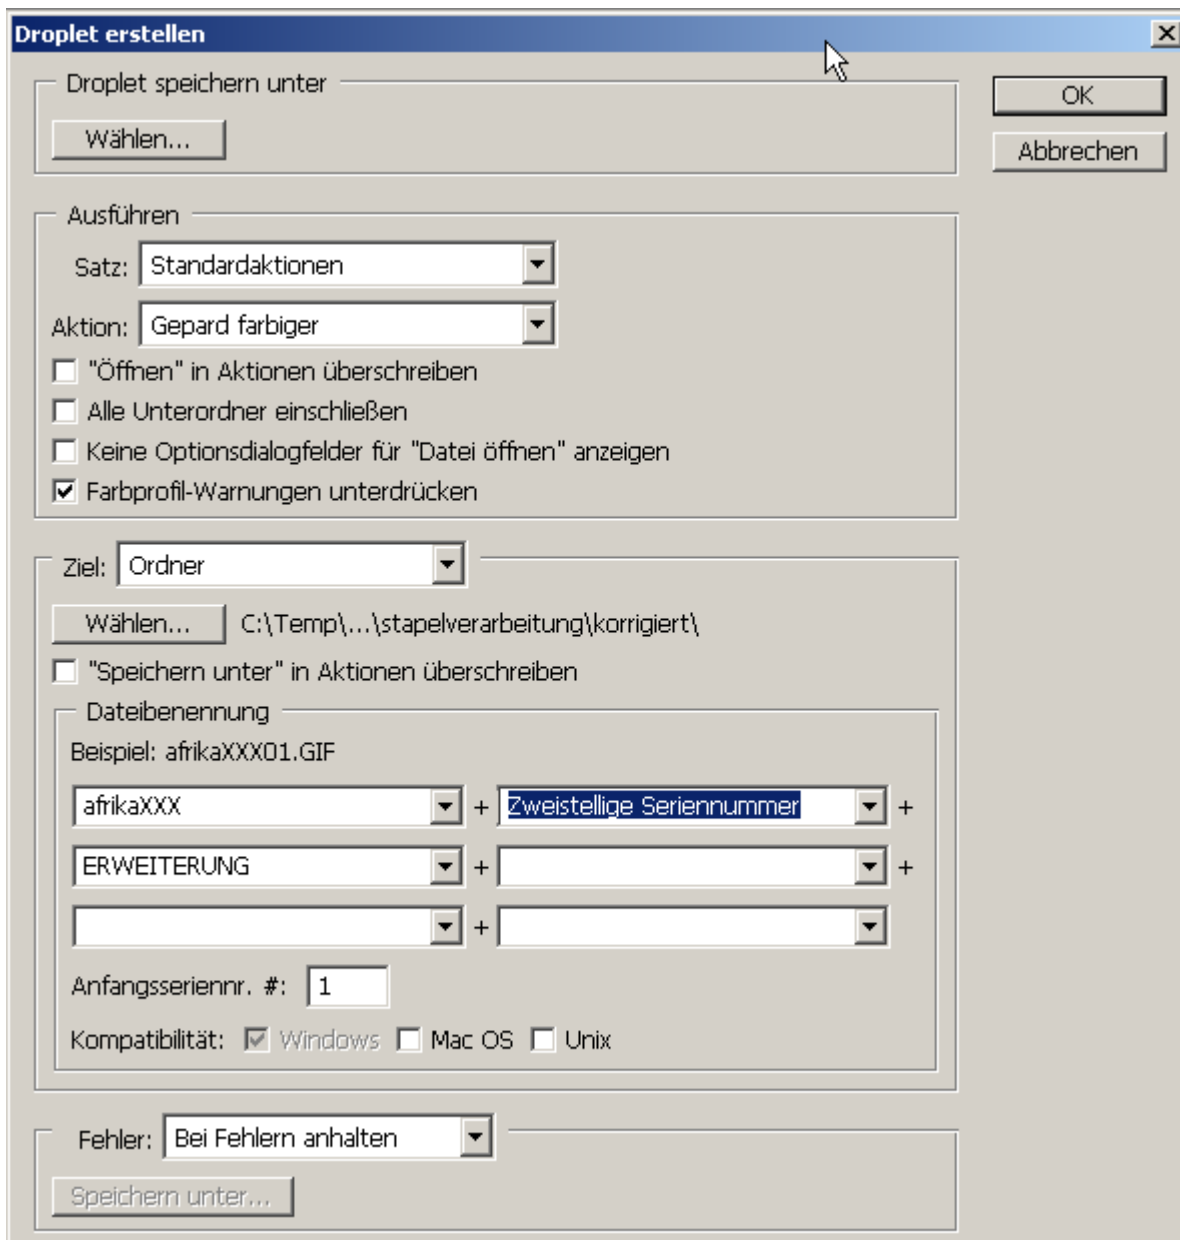 Droplet erstellen
Droplet speichern unter
OK
Wählen...
Abbrechen
Ausführen
Satz: Standardaktionen
Aktion: Gepard farbiger
"Öffnen" in Aktionen überschreiben
Alle Unterordner einschließen
Keine Optionsdialogfelder für "Datei öffnen" anzeigen
Farbprofil-Warnungen unterdrücken
Ziel: Ordner
Wählen... C:\Temp\...\stapelverarbeitung\korrigiert\
"Speichern unter" in Aktionen überschreiben
Dateibenennung
Beispiel: afrikaXXX01.GIF
afrikaXXX + Zweistellige Seriennummer +
ERWEITERUNG + +
+
Anfangsseriennr. #: 1
Kompatibilität: Windows Mac OS Unix
Fehler: Bei Fehlern anhalten
Speichern unter...